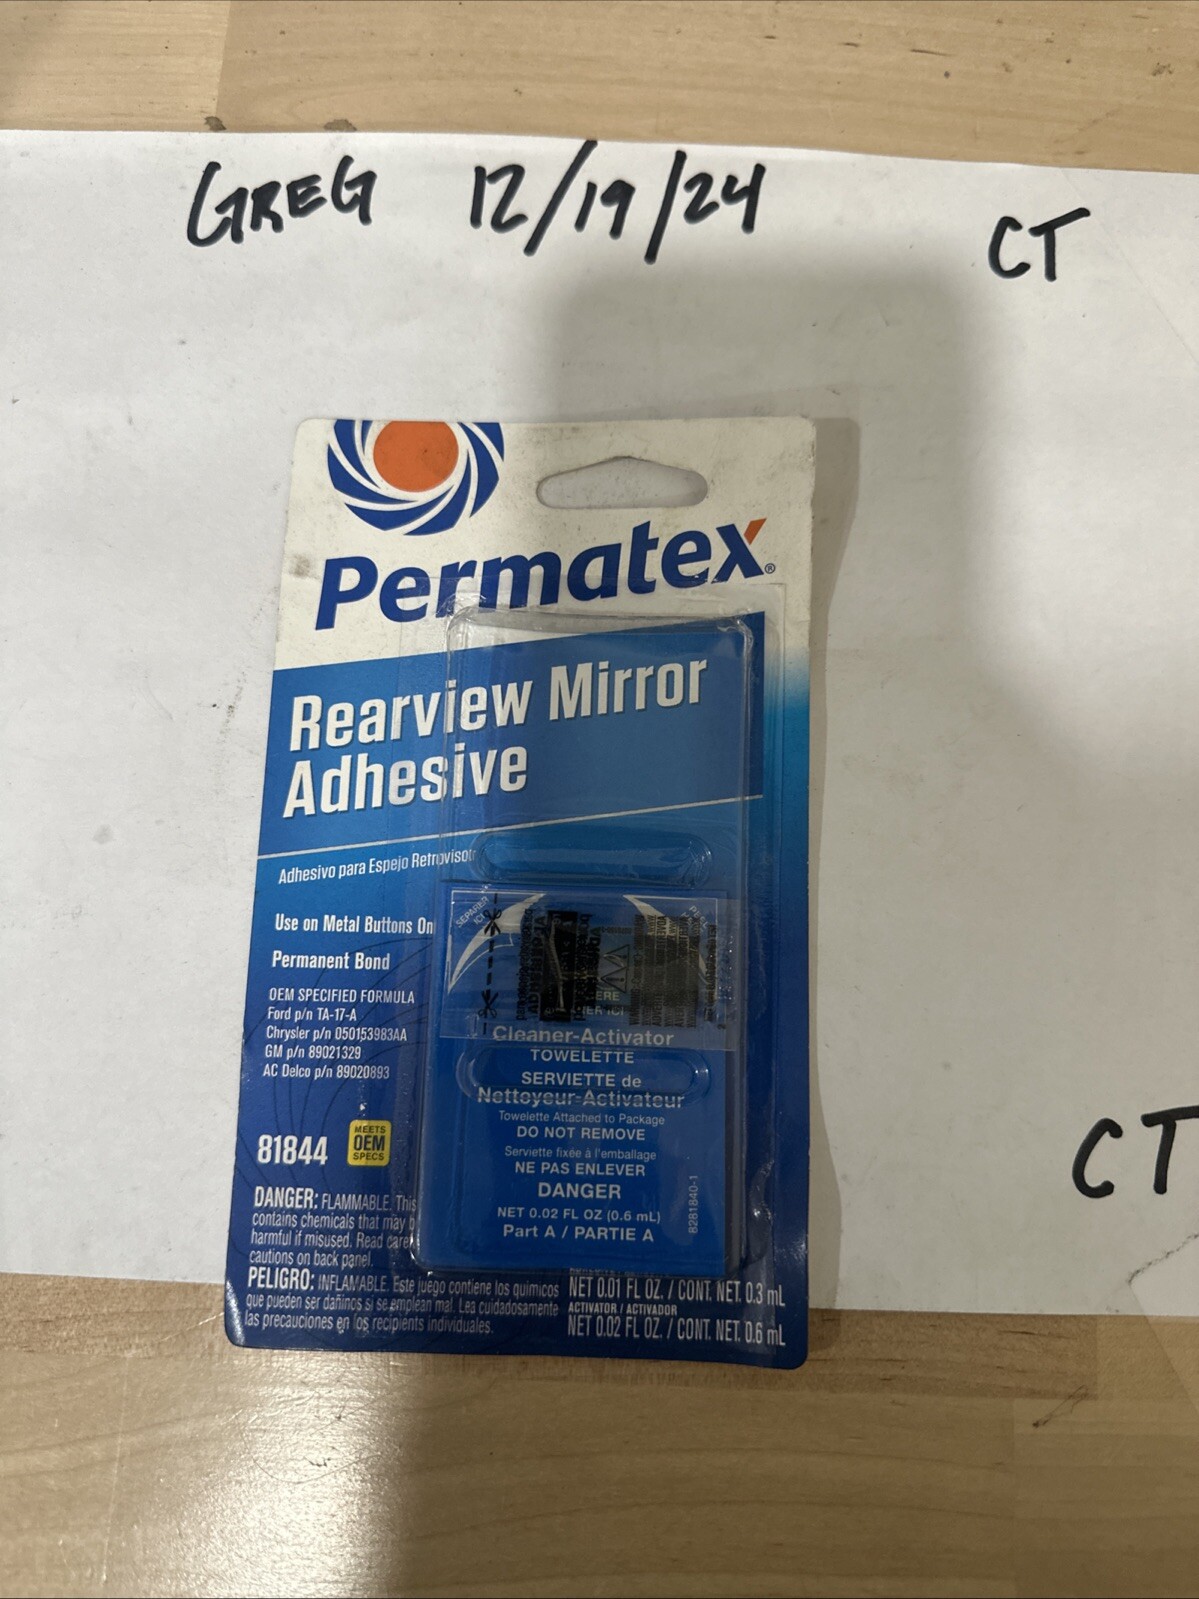 GREG 12/19/24 CT
Permatex®
Rearview Mirror
Adhesive
Adhesivo para Espejo Retrovisor
Use on Metal Buttons On
Permanent Bond
OEM SPECIFIED FORMULA
Ford p/n TA-17-A
Chrysler p/n 050153983AA
GM p/n 89021329
AC Delco p/n 89020893
81844
MEETS
OEM
SPECS
SÉPARER
ICI
Cleaner-Activator
TOWELETTE
SERVIETTE de
Nettoyeur-Activateur
Towelette Attached to Package
DO NOT REMOVE
Serviette fixée à l'emballage
NE PAS ENLEVER
DANGER
NET 0.02 FL OZ (0.6 mL)
Part A / PARTIE A
8281840-1
CT
DANGER: FLAMMABLE. This
contains chemicals that may b
harmful if misused. Read care
cautions on back panel.
PELIGRO: INFLAMABLE. Este juego contiene los quimicos
que pueden ser dañinos si se emplean mal. Lea cuidadosamente
las precauciones en los recipients individuales.
NET 0.01 FL OZ. / CONT. NET. 0.3 mL
ACTIVATOR / ACTIVADOR
NET 0.02 FL OZ. / CONT. NET. 0.6 mL